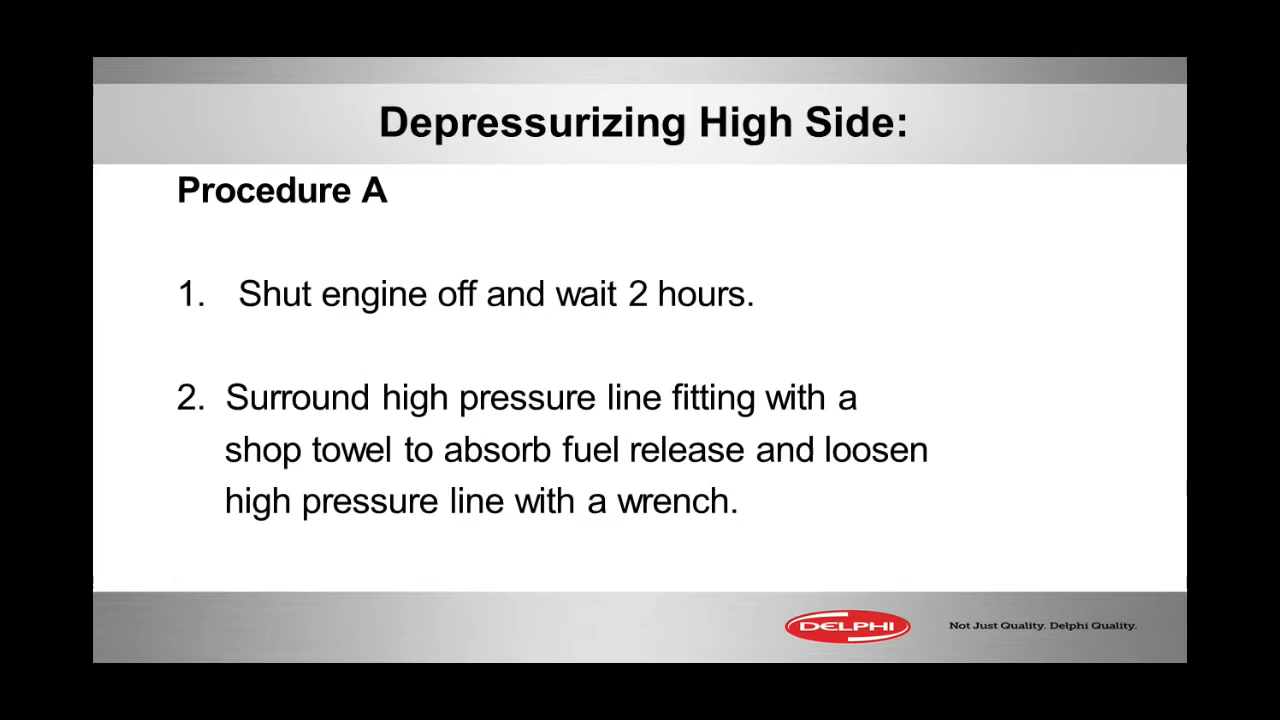 Depressurizing High Side:
Procedure A
1. Shut engine off and wait 2 hours.
2. Surround high pressure line fitting with a
shop towel to absorb fuel release and loosen
high pressure line with a wrench.
DELPHI Not Just Quality. Delphi Quality.